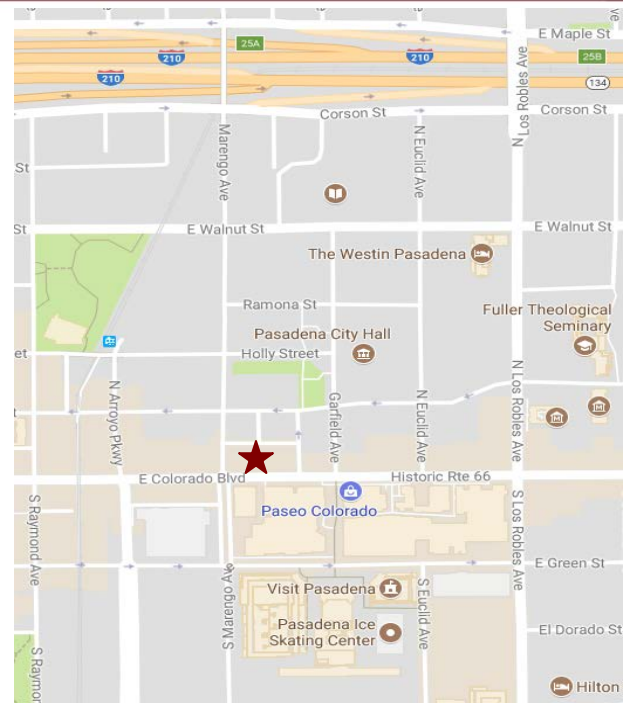 E Maple St
25A
210
210
25B
210
134
Corson St
Corson St
N Los Robles Ave
Marengo Ave
N Euclid Ave
St
St
E Walnut St
E Walnut St
The Westin Pasadena
Ramona St
Fuller Theological
Seminary
Pasadena City Hall
et
Holly Street
N Arroyo Pkwy
Garfield Ave
N Euclid Ave
N Los Robles Ave
E Colorado Blvd
Historic Rte 66
Paseo Colorado
S Raymond Ave
S Los Robles Ave
E Green St
S Marengo Ave
Visit Pasadena
S Euclid Ave
Pasadena Ice
Skating Center
El Dorado St
S Raymon
Hilton